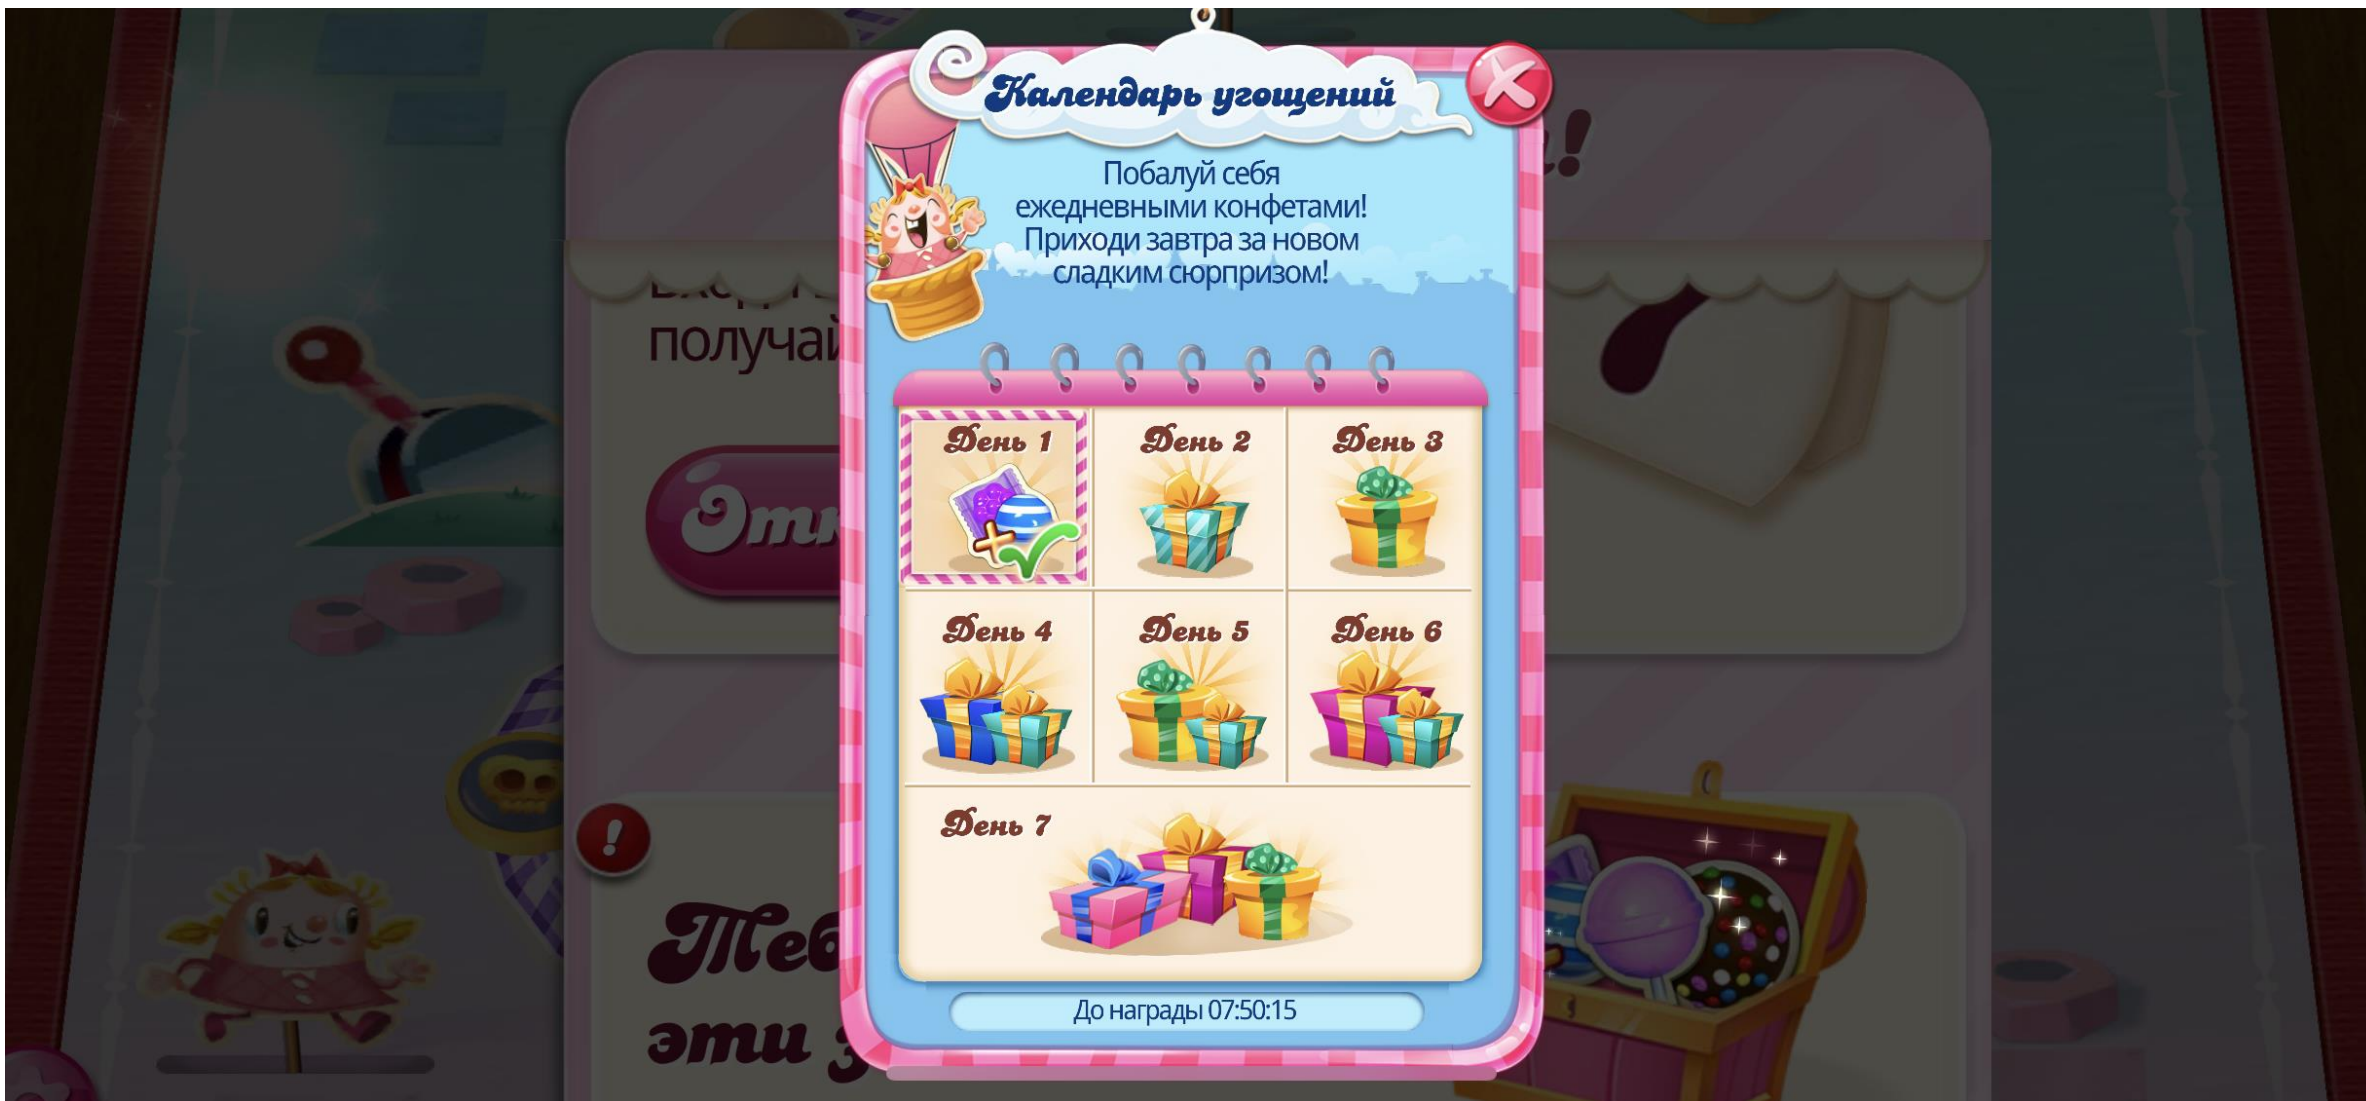 Календарь угощений
Побалуй себя
ежедневными конфетами!
Приходи завтра за новом
сладким сюрпризом!
получай
День 1
День 2
День 3
День 4
День 5
День 6
День 7
До награды 07:50:15
эти